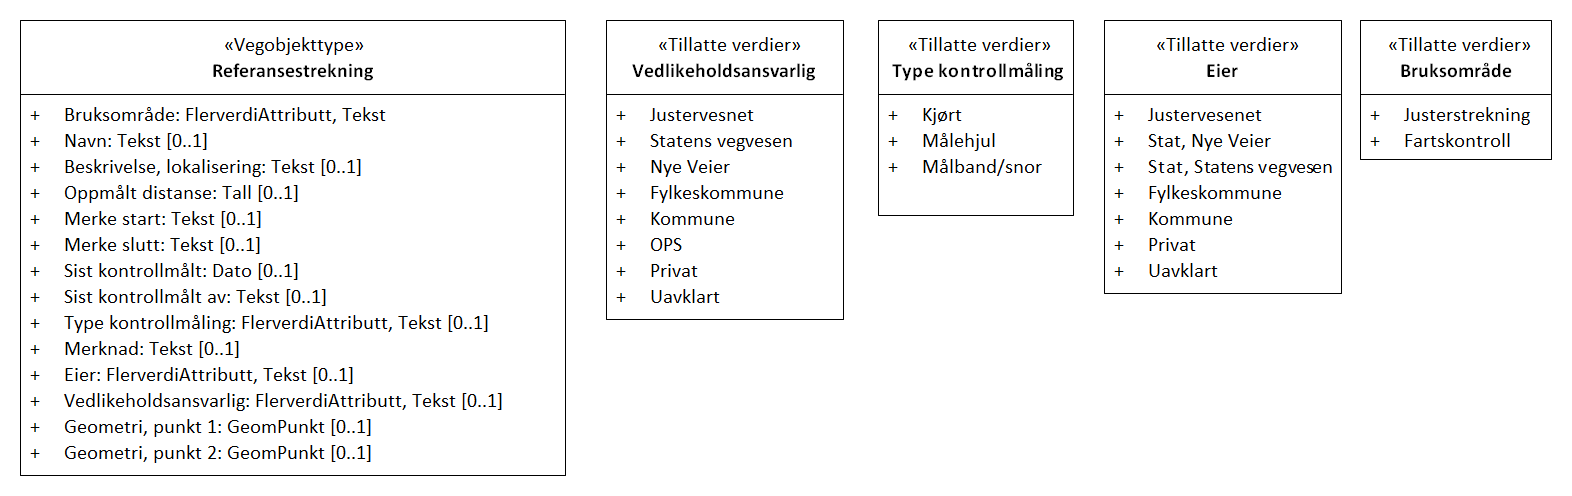 «Vegobjekttype»
Referansestrekning
+ Bruksområde: FlerverdiAttributt, Tekst
+ Navn: Tekst [0..1]
+ Beskrivelse, lokalisering: Tekst [0..1]
+ Oppmålt distanse: Tall [0..1]
+ Merke start: Tekst [0..1]
+ Merke slutt: Tekst [0..1]
+ Sist kontrollmålt: Dato [0..1]
+ Sist kontrollmålt av: Tekst [0..1]
+ Type kontrollmåling: FlerverdiAttributt, Tekst [0..1]
+ Merknad: Tekst [0..1]
+ Eier: FlerverdiAttributt, Tekst [0..1]
+ Vedlikeholdsansvarlig: FlerverdiAttributt, Tekst [0..1]
+ Geometri, punkt 1: GeomPunkt [0..1]
+ Geometri, punkt 2: GeomPunkt [0..1]
«Tillatte verdier»
Vedlikeholdsansvarlig
+ Justervesnet
+ Statens vegvesen
+ Nye Veier
+ Fylkeskommune
+ Kommune
+ OPS
+ Privat
+ Uavklart
«Tillatte verdier»
Type kontrollmåling
+ Kjørt
+ Målehjul
+ Målbånd/snor
«Tillatte verdier»
Eier
+ Justervesenet
+ Stat, Nye Veier
+ Stat, Statens vegvesen
+ Fylkeskommune
+ Kommune
+ Privat
+ Uavklart
«Tillatte verdier»
Bruksområde
+ Justerstrekning
+ Fartskontroll